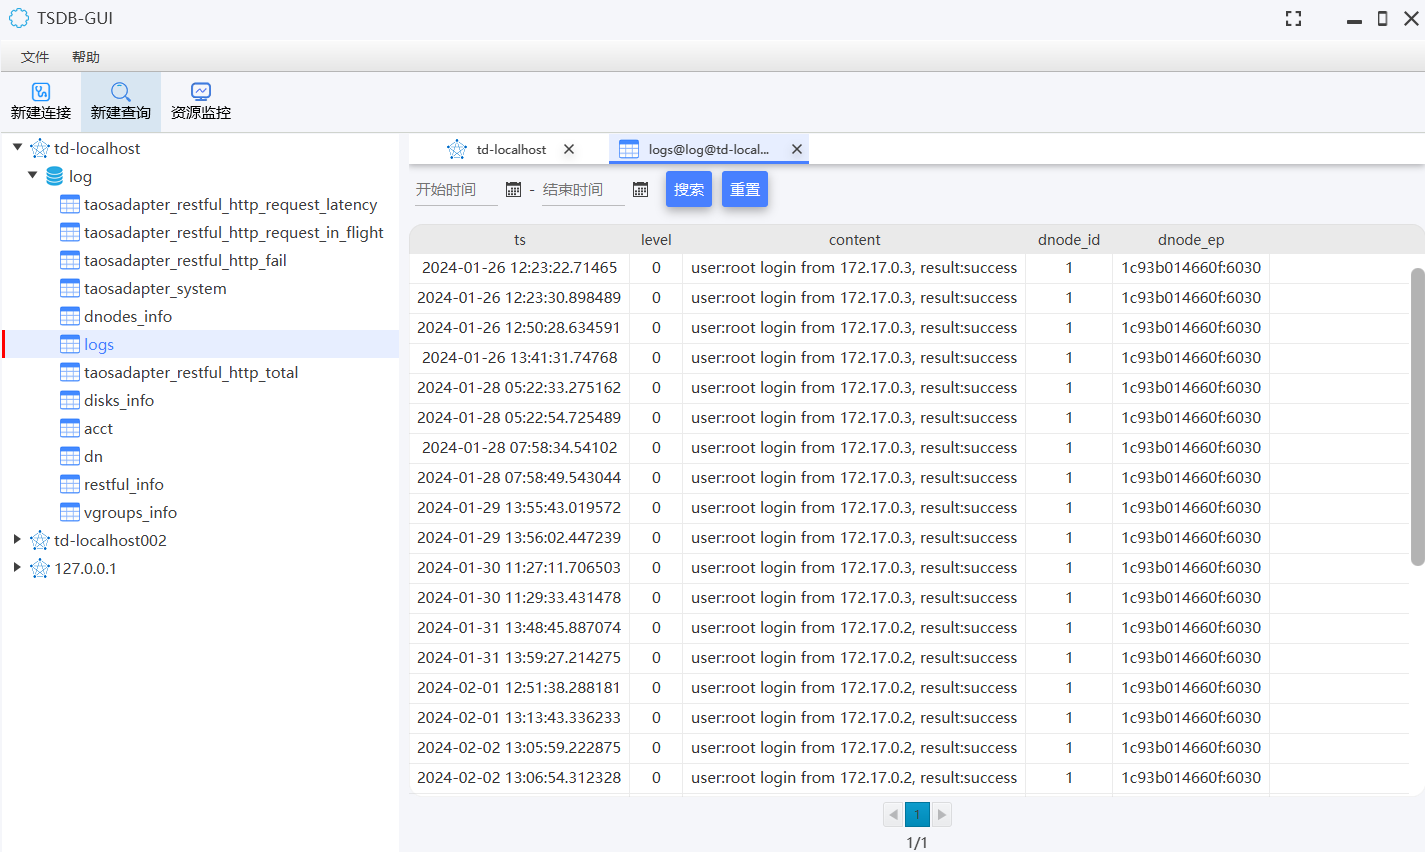 TSDB-GUI
文件 帮助
新建连接 新建查询 资源监控
td-localhost
log
taosadapter_restful_http_request_latency
taosadapter_restful_http_request_in_flight
taosadapter_restful_http_fail
taosadapter_system
dnodes_info
logs
taosadapter_restful_http_total
disks_info
acct
dn
restful_info
vgroups_info
td-localhost002
127.0.0.1
td-localhost logs@log@td-local...
开始时间 - 结束时间 搜索 重置
ts level content dnode_id dnode_ep
2024-01-26 12:23:22.71465 0 user:root login from 172.17.0.3, result:success 1 1c93b014660f:6030
2024-01-26 12:23:30.898489 0 user:root login from 172.17.0.3, result:success 1 1c93b014660f:6030
2024-01-26 12:50:28.634591 0 user:root login from 172.17.0.3, result:success 1 1c93b014660f:6030
2024-01-26 13:41:31.74768 0 user:root login from 172.17.0.3, result:success 1 1c93b014660f:6030
2024-01-28 05:22:33.275162 0 user:root login from 172.17.0.3, result:success 1 1c93b014660f:6030
2024-01-28 05:22:54.725489 0 user:root login from 172.17.0.3, result:success 1 1c93b014660f:6030
2024-01-28 07:58:34.54102 0 user:root login from 172.17.0.3, result:success 1 1c93b014660f:6030
2024-01-28 07:58:49.543044 0 user:root login from 172.17.0.3, result:success 1 1c93b014660f:6030
2024-01-29 13:55:43.019572 0 user:root login from 172.17.0.3, result:success 1 1c93b014660f:6030
2024-01-29 13:56:02.447239 0 user:root login from 172.17.0.3, result:success 1 1c93b014660f:6030
2024-01-30 11:27:11.706503 0 user:root login from 172.17.0.3, result:success 1 1c93b014660f:6030
2024-01-30 11:29:33.431478 0 user:root login from 172.17.0.3, result:success 1 1c93b014660f:6030
2024-01-31 13:48:45.887074 0 user:root login from 172.17.0.2, result:success 1 1c93b014660f:6030
2024-01-31 13:59:27.214275 0 user:root login from 172.17.0.2, result:success 1 1c93b014660f:6030
2024-02-01 12:51:38.288181 0 user:root login from 172.17.0.2, result:success 1 1c93b014660f:6030
2024-02-01 13:13:43.336233 0 user:root login from 172.17.0.2, result:success 1 1c93b014660f:6030
2024-02-02 13:05:59.222875 0 user:root login from 172.17.0.2, result:success 1 1c93b014660f:6030
2024-02-02 13:06:54.312328 0 user:root login from 172.17.0.2, result:success 1 1c93b014660f:6030
1
1/1